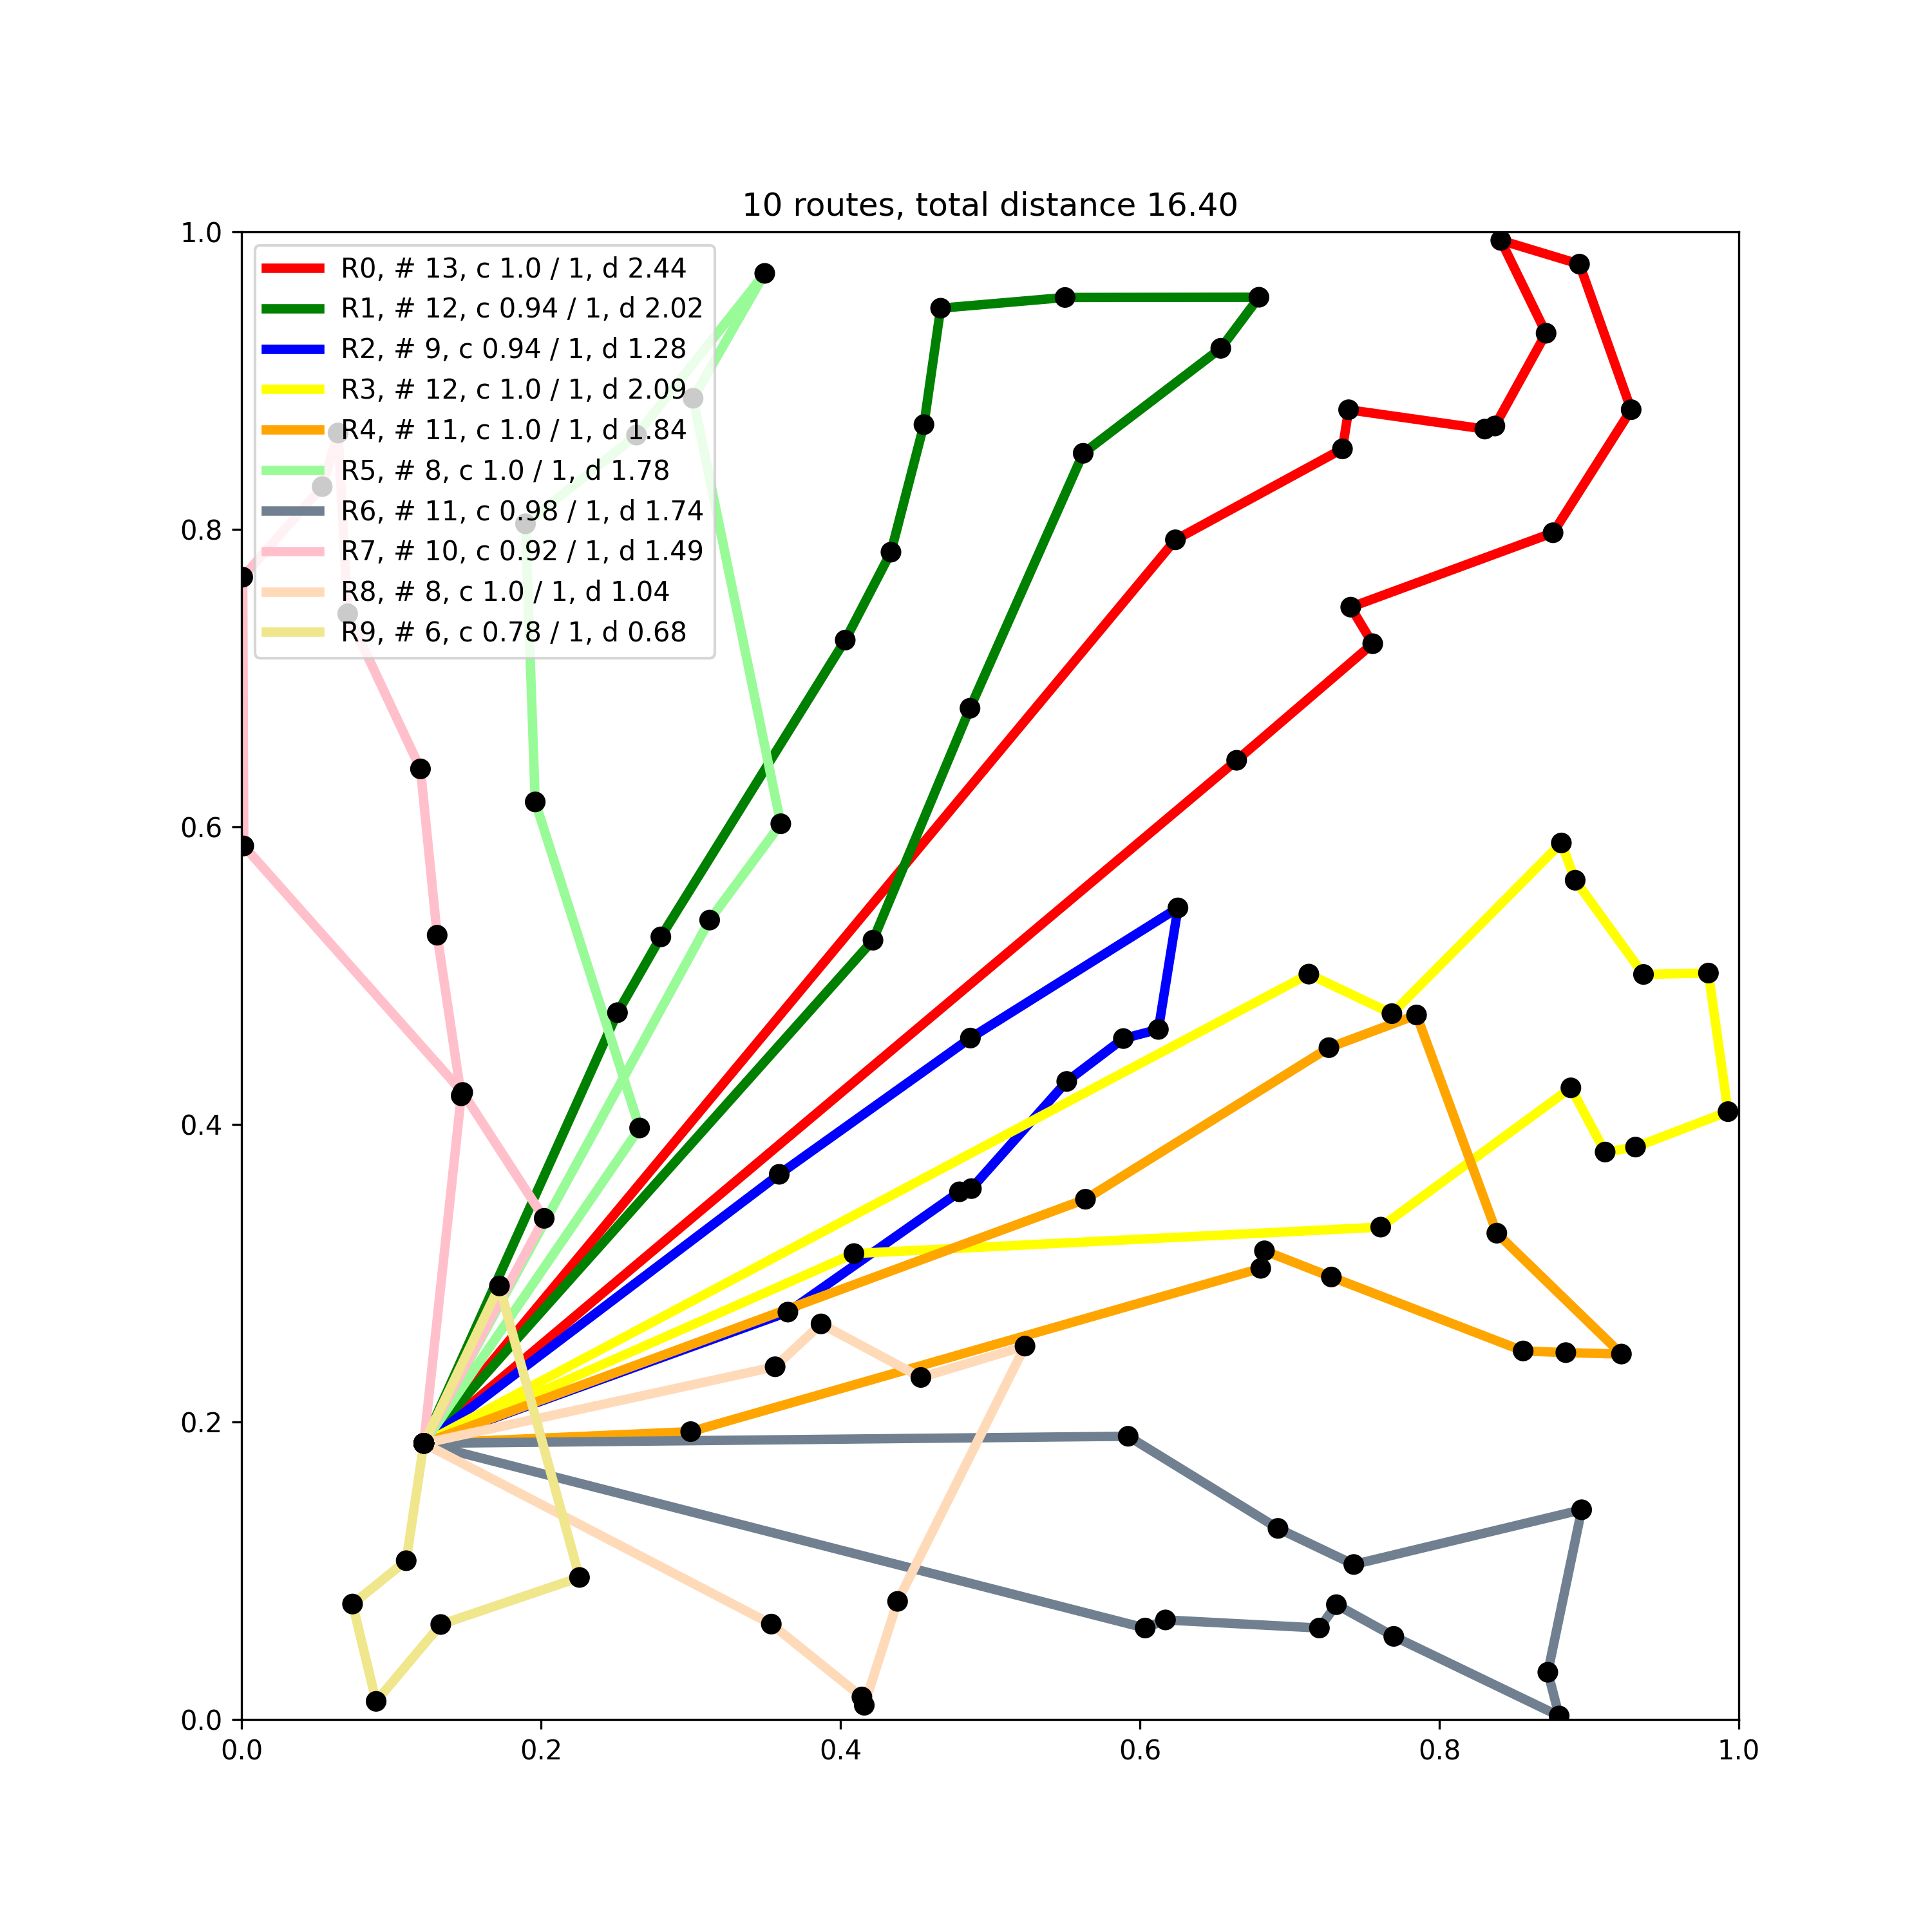 10 routes, total distance 16.40
1.0
R0, # 13, c 1.0 / 1, d 2.44
R1, # 12, c 0.94 / 1, d 2.02
R2, # 9, c 0.94 / 1, d 1.28
R3, # 12, c 1.0 / 1, d 2.09
R4, # 11, c 1.0 / 1, d 1.84
R5, # 8, c 1.0 / 1, d 1.78
R6, # 11, c 0.98 / 1, d 1.74
R7, # 10, c 0.92 / 1, d 1.49
R8, # 8, c 1.0 / 1, d 1.04
R9, # 6, c 0.78 / 1, d 0.68
0.8
0.6
0.4
0.2
0.0
0.0 0.2 0.4 0.6 0.8 1.0